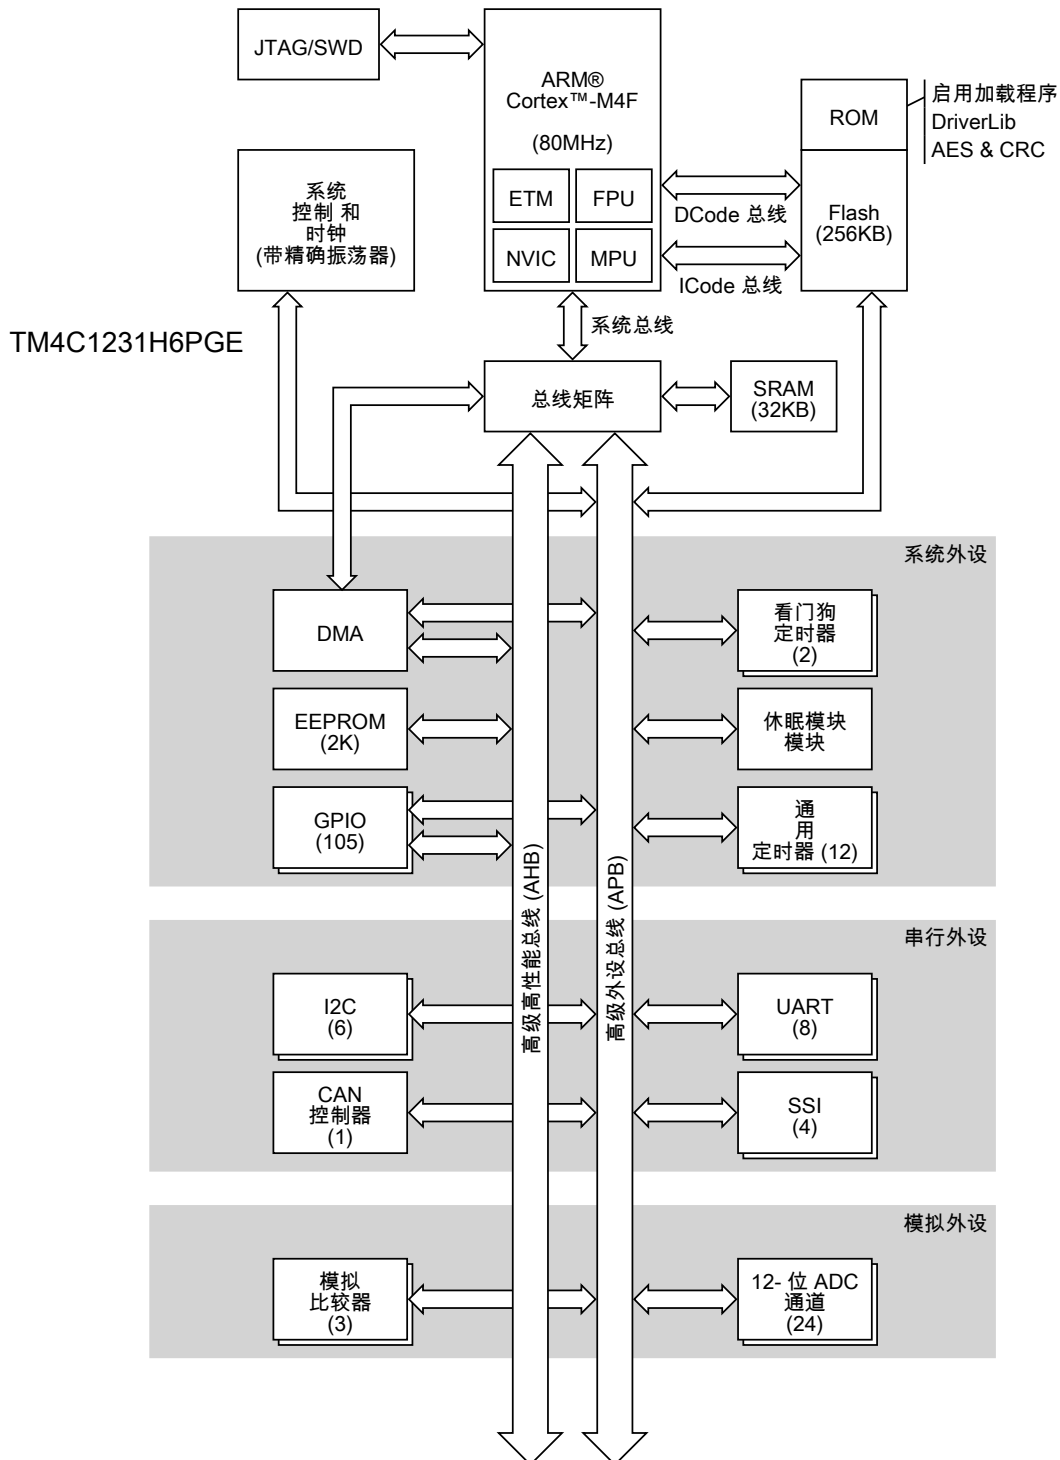 JTAG/SWD
ARM®
Cortex™-M4F
(80MHz)
ETM
FPU
NVIC
MPU
ROM
启用加载程序
DriverLib
AES & CRC
Flash
(256KB)
DCode 总线
ICode 总线
系统
控制 和
时钟
(带精确振荡器)
系统总线
TM4C1231H6PGE
总线矩阵
SRAM
(32KB)
系统外设
DMA
看门狗
定时器
(2)
EEPROM
(2K)
休眠模块
模块
GPIO
(105)
通
用
定时器 (12)
高级高性能总线 (AHB)
高级外设总线 (APB)
串行外设
I2C
(6)
UART
(8)
CAN
控制器
(1)
SSI
(4)
模拟外设
模拟
比较器
(3)
12- 位 ADC
通道
(24)